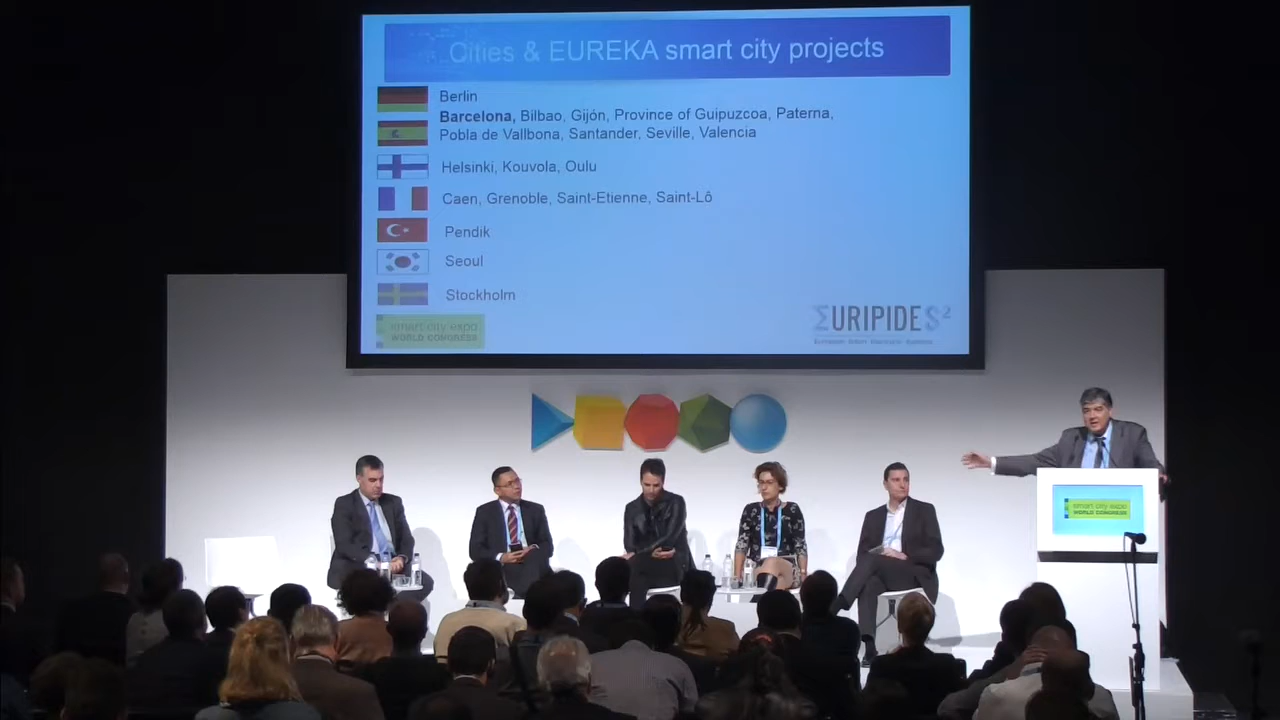 Cities & EUREKA smart city projects
Berlin
Barcelona, Bilbao, Gijón, Province of Guipuzcoa, Paterna,
Pobla de Vallbona, Santander, Seville, Valencia
Helsinki, Kouvola, Oulu
Caen, Grenoble, Saint-Etienne, Saint-Lô
Pendik
Seoul
Stockholm
smart city expo
WORLD CONGRESS
ΣURIPIDES²
smart city expo
WORLD CONGRESS